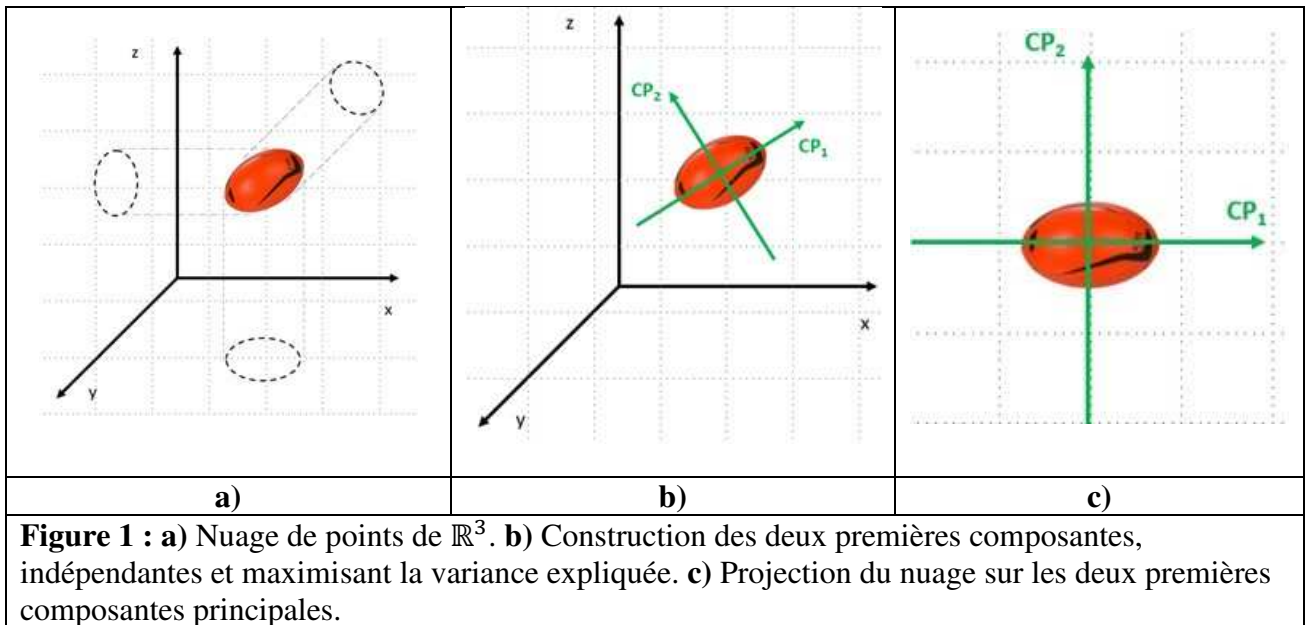 z
x
y
z
CP₂
CP₁
x
y
CP₂
CP₁
a)
b)
c)
Figure 1 : a) Nuage de points de ℝ³. b) Construction des deux premières composantes,
indépendantes et maximisant la variance expliquée. c) Projection du nuage sur les deux premières
composantes principales.